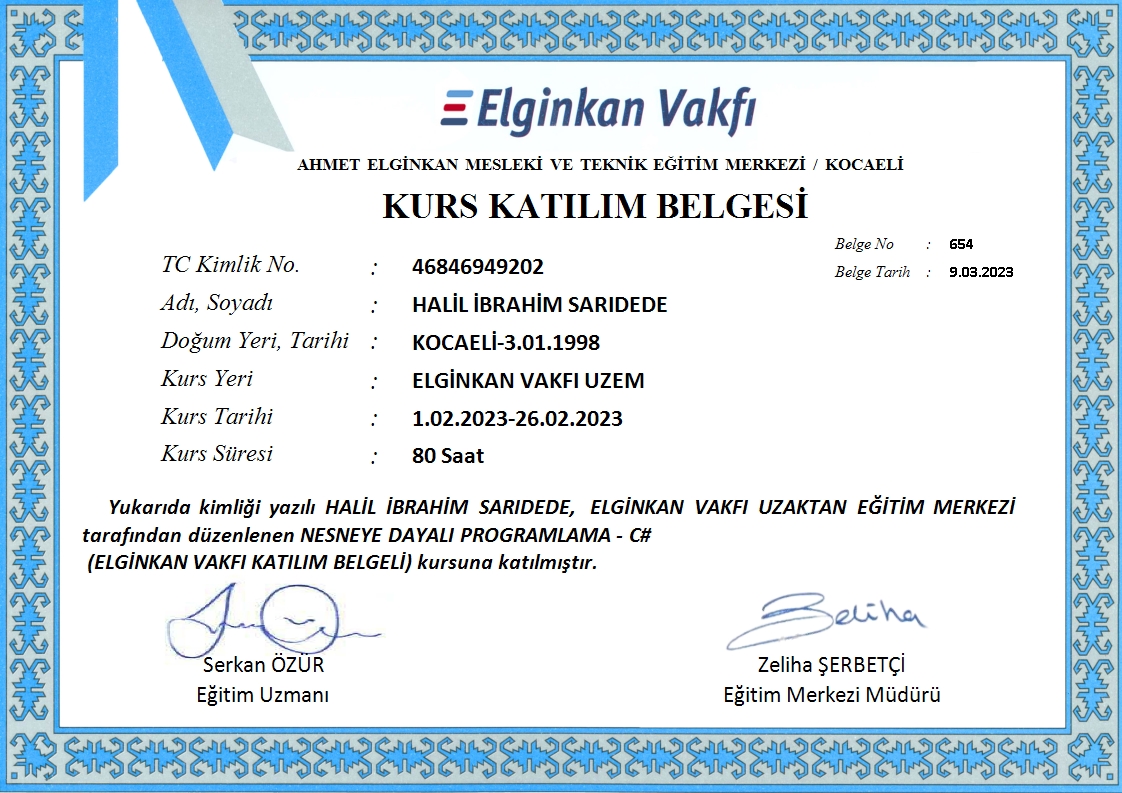 Elginkan Vakfı
AHMET ELGİNKAN MESLEKİ VE TEKNİK EĞİTİM MERKEZİ / KOCAELİ
KURS KATILIM BELGESİ
Belge No : 654
Belge Tarih : 9.03.2023
TC Kimlik No. : 46846949202
Adı, Soyadı : HALİL İBRAHİM SARIDEDE
Doğum Yeri, Tarihi : KOCAELİ-3.01.1998
Kurs Yeri : ELGİNKAN VAKFI UZEM
Kurs Tarihi : 1.02.2023-26.02.2023
Kurs Süresi : 80 Saat
Yukarıda kimliği yazılı HALİL İBRAHİM SARIDEDE, ELGİNKAN VAKFI UZAKTAN EĞİTİM MERKEZİ
tarafından düzenlenen NESNEYE DAYALI PROGRAMLAMA - C#
(ELGİNKAN VAKFI KATILIM BELGELİ) kursuna katılmıştır.
Zeliha
Serkan ÖZÜR
Eğitim Uzmanı
Zeliha ŞERBETÇİ
Eğitim Merkezi Müdürü